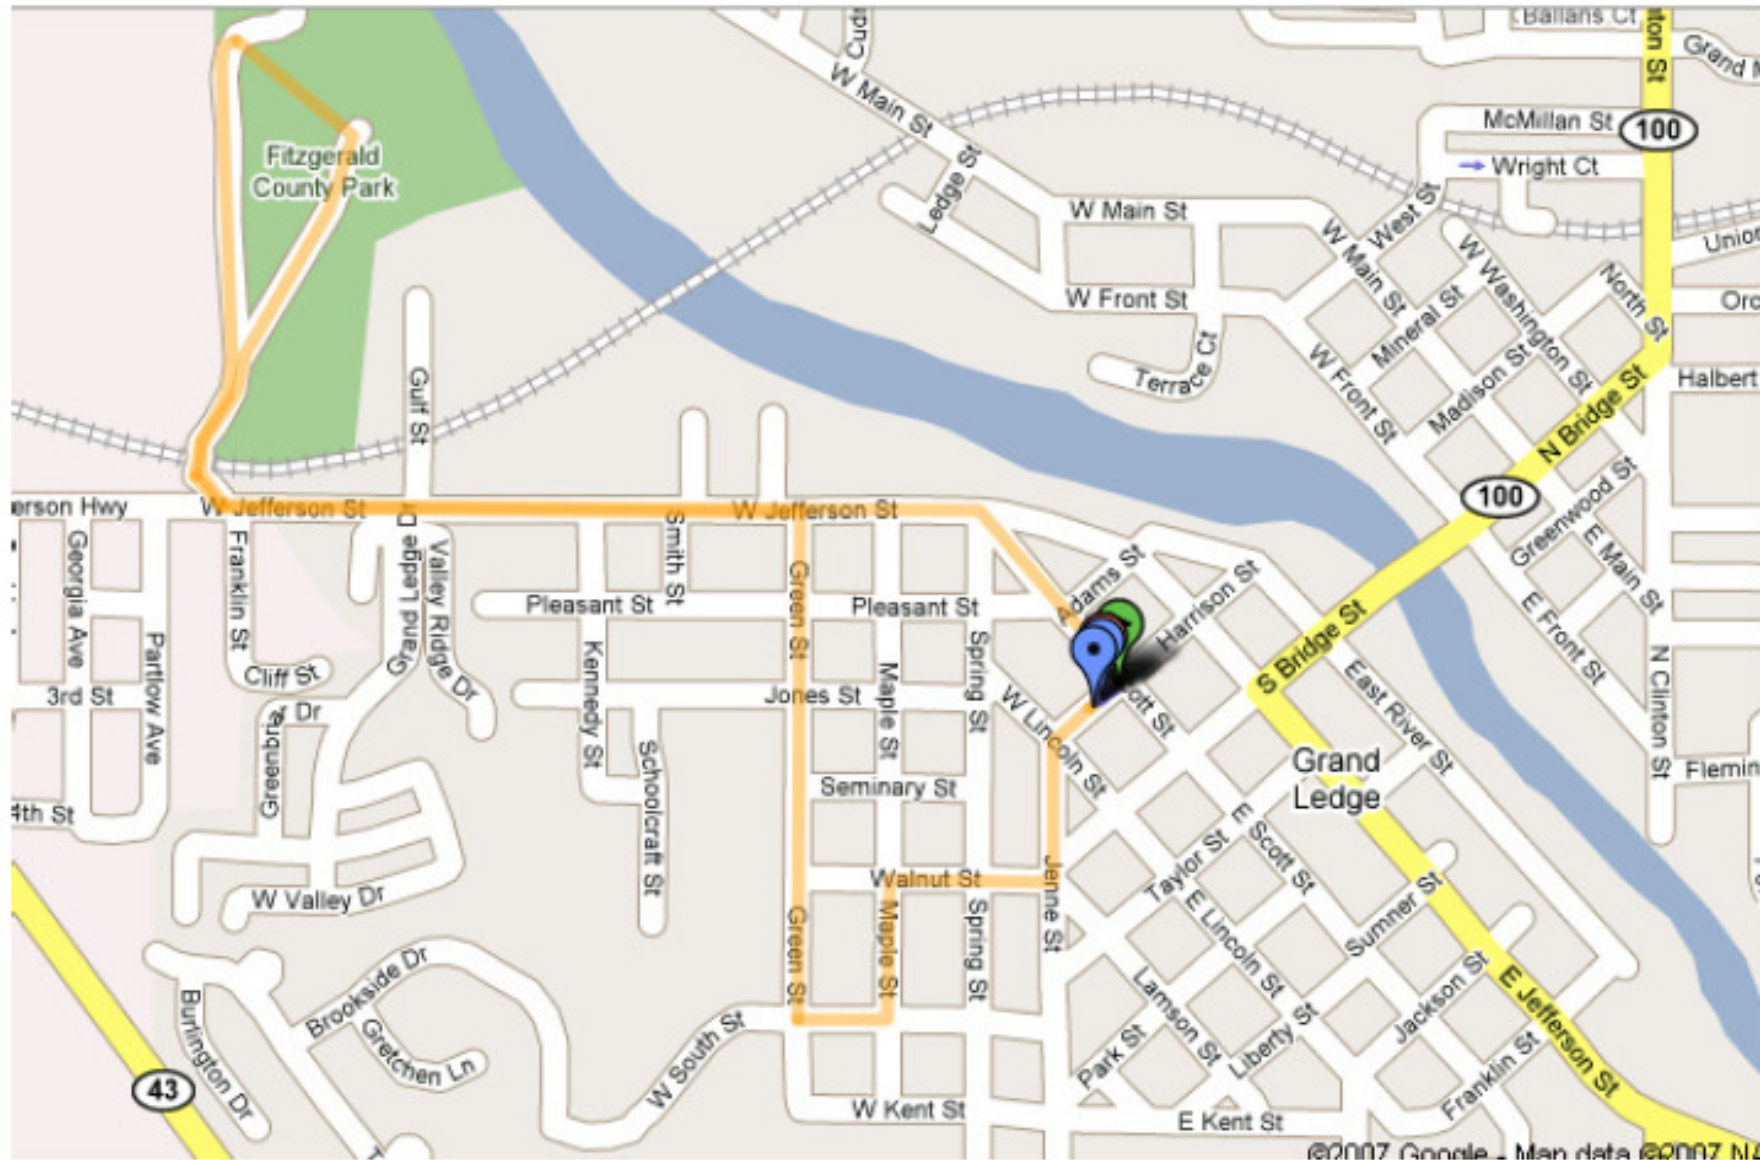 Ballans Ct
Grand
W Main St
McMillan St
100
Wright Ct
Fitzgerald
County Park
Ledge St
W Main St
West St
W Main St
W Washington St
Union
North St
W Front St
Mineral St
Terrace Ct
W Front St
Madison St
Halbert
Gulf St
N Bridge St
100
Greenwood St
E Main St
erson Hwy
W Jefferson St
W Jefferson St
Georgia Ave
Franklin St
Grand Ledge Dr
Valley Ridge Dr
Smith St
Green St
Adams St
Harrison St
Pleasant St
Pleasant St
E Front St
S Bridge St
Partlow Ave
Cliff St
3rd St
Kennedy St
Jones St
Maple St
Spring St
W Lincoln St
ott St
East River St
N Clinton St
r Dr
Greenbriar
Schoolcraft St
Seminary St
Grand
Ledge
Flemin
4th St
E Scott St
Taylor St
Walnut St
Jenne St
W Valley Dr
E Lincoln St
Sumner St
Green St
Maple St
Spring St
Brookside Dr
Burlington Dr
Gretchen Ln
W South St
Lamson St
Liberty St
Park St
Jackson St
E Jefferson St
Franklin St
43
W Kent St
E Kent St
©2007 Google - Map data ©2007